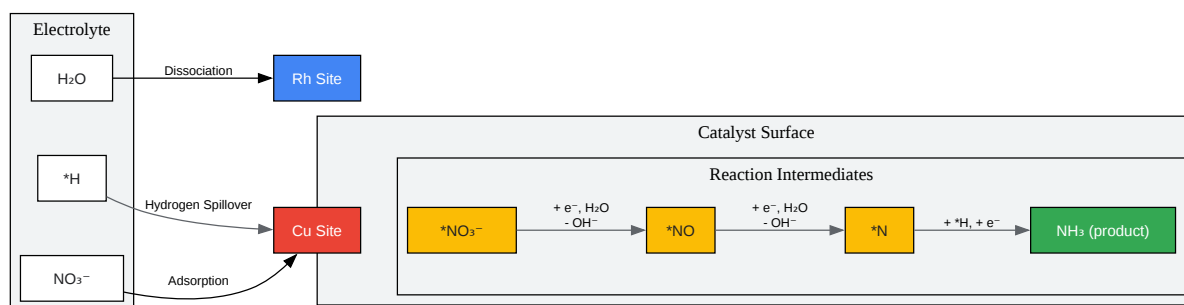 Electrolyte
H₂O
Dissociation
Rh Site
Catalyst Surface
*H
Hydrogen Spillover
Reaction Intermediates
Cu Site
*NO₃⁻
+ e⁻, H₂O
- OH⁻
*NO
+ e⁻, H₂O
- OH⁻
*N
+ *H, + e⁻
NH₃ (product)
NO₃⁻
Adsorption